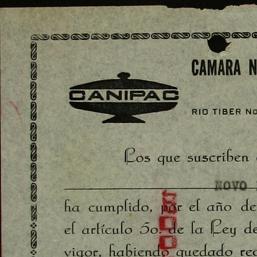 CANIPAC
CAMARA N
RIO TIBER No
Los que suscriben
NOVO
ha cumplido, por el año de
el artículo 5o. de la Ley de
vigor, habiendo quedado